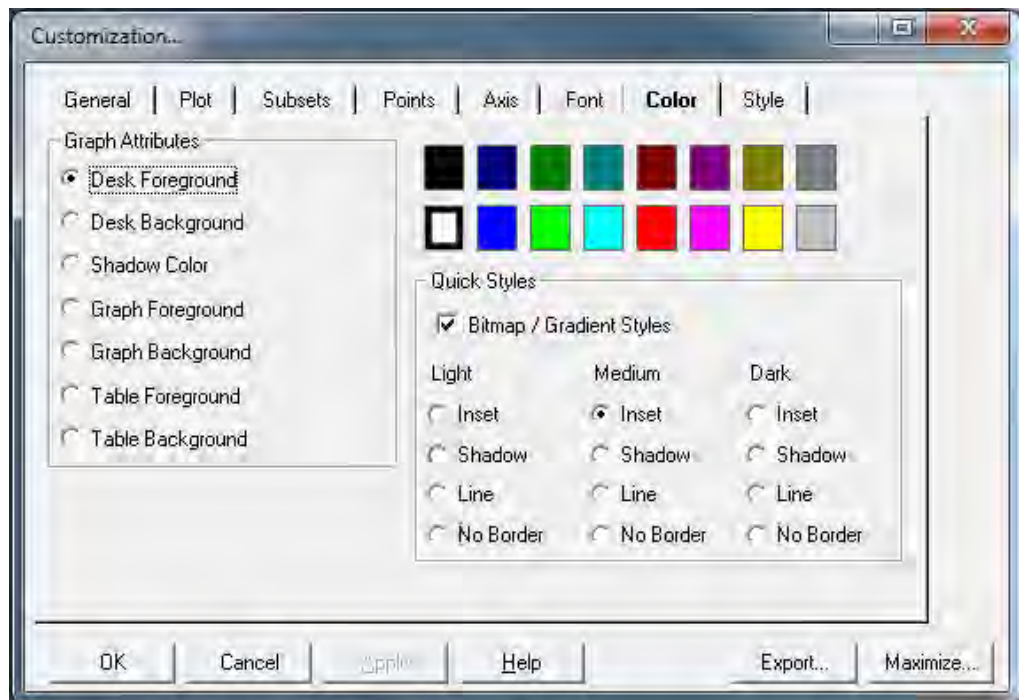 Customization...
General | Plot | Subsets | Points | Axis | Font | Color | Style |
Graph Attributes
Desk Foreground
Desk Background
Shadow Color
Graph Foreground
Graph Background
Table Foreground
Table Background
Quick Styles
Bitmap / Gradient Styles
Light Medium Dark
Inset Inset Inset
Shadow Shadow Shadow
Line Line Line
No Border No Border No Border
OK Cancel Apply Help Export... Maximize...